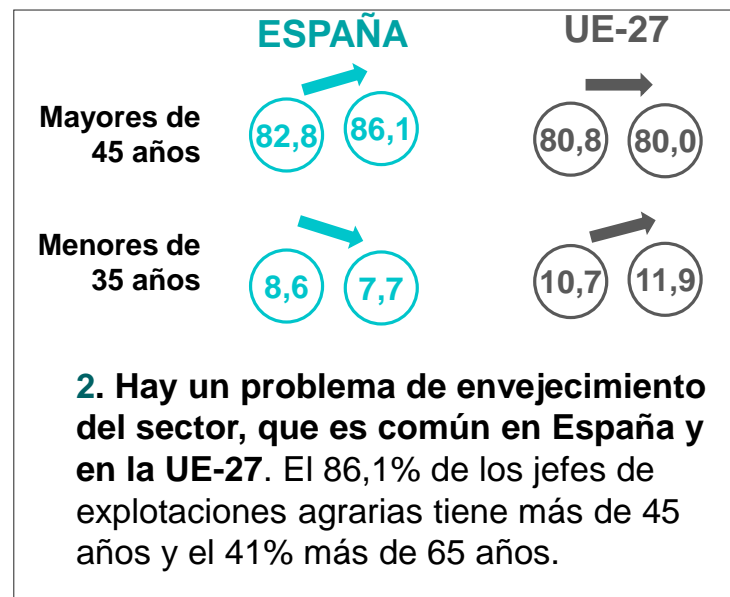 ESPAÑA UE-27
Mayores de
45 años
82,8 86,1 80,8 80,0
Menores de
35 años
8,6 7,7 10,7 11,9
2. Hay un problema de envejecimiento
del sector, que es común en España y
en la UE-27. El 86,1% de los jefes de
explotaciones agrarias tiene más de 45
años y el 41% más de 65 años.